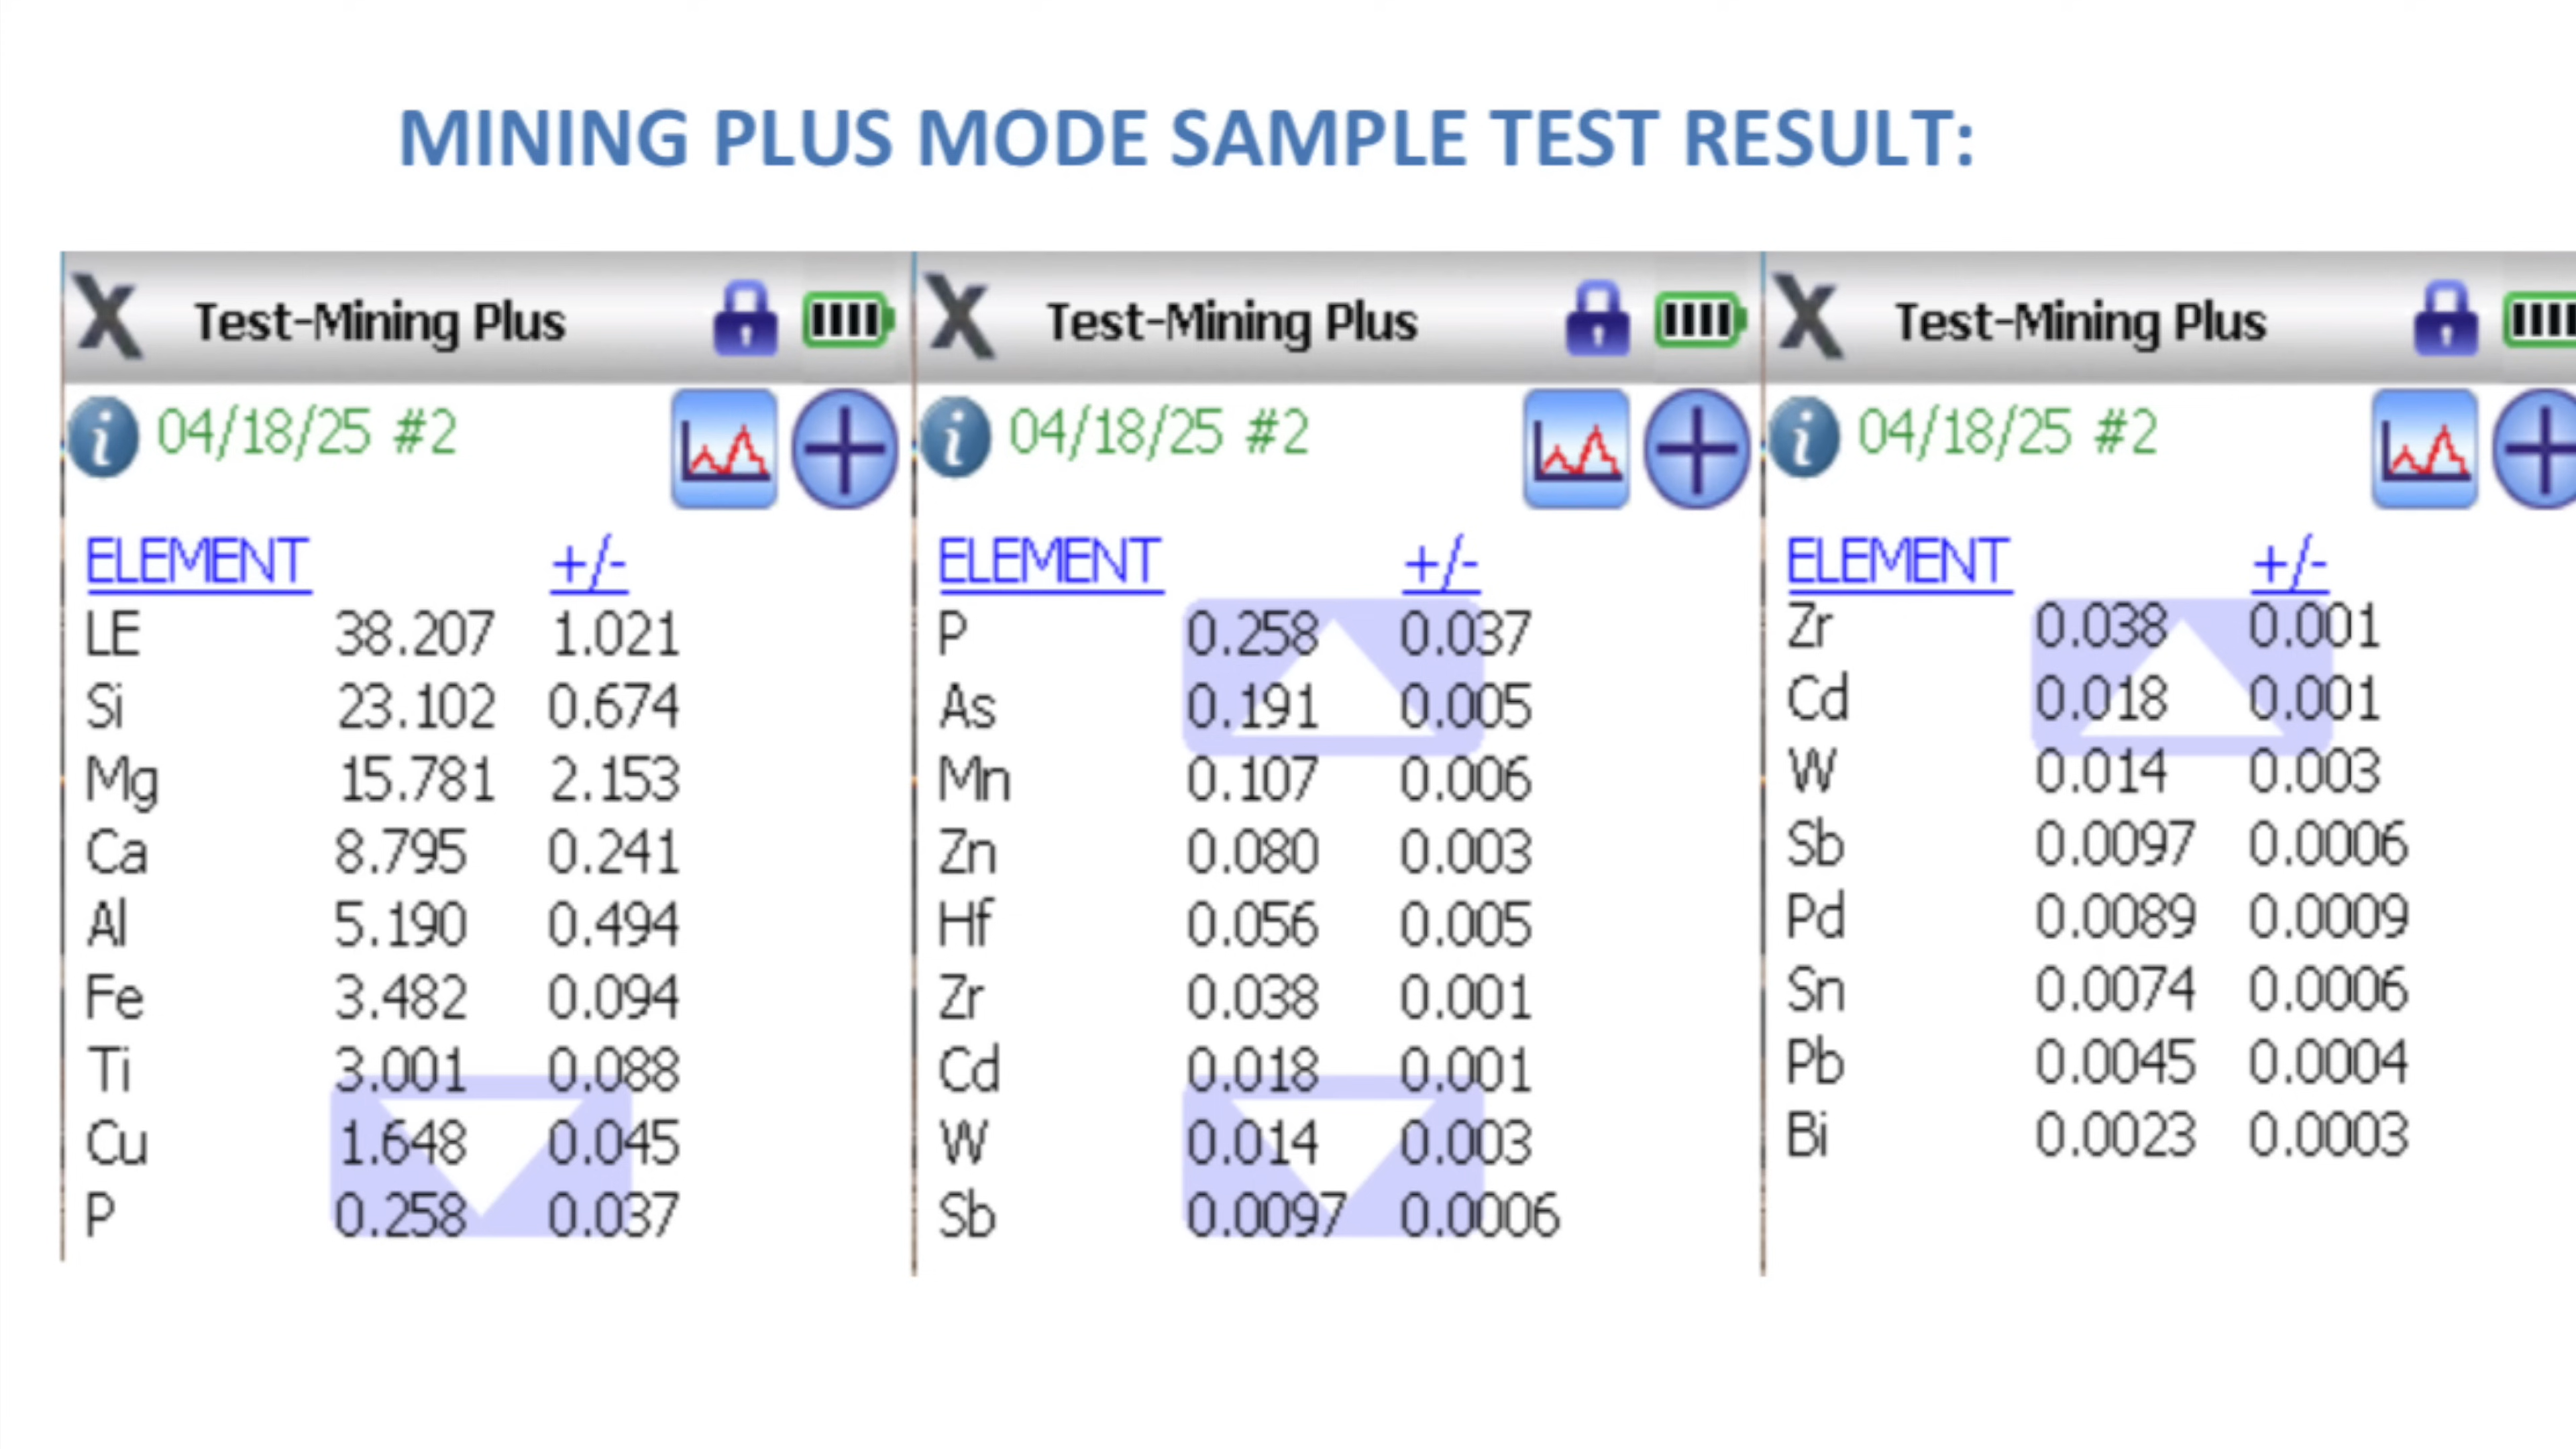 MINING PLUS MODE SAMPLE TEST RESULT:
Test-Mining Plus
04/18/25 #2
ELEMENT +/-
LE 38.207 1.021
Si 23.102 0.674
Mg 15.781 2.153
Ca 8.795 0.241
Al 5.190 0.494
Fe 3.482 0.094
Ti 3.001 0.088
Cu 1.648 0.045
P 0.258 0.037
Test-Mining Plus
04/18/25 #2
ELEMENT +/-
P 0.258 0.037
As 0.191 0.005
Mn 0.107 0.006
Zn 0.080 0.003
Hf 0.056 0.005
Zr 0.038 0.001
Cd 0.018 0.001
W 0.014 0.003
Sb 0.0097 0.0006
Test-Mining Plus
04/18/25 #2
ELEMENT +/-
Zr 0.038 0.001
Cd 0.018 0.001
W 0.014 0.003
Sb 0.0097 0.0006
Pd 0.0089 0.0009
Sn 0.0074 0.0006
Pb 0.0045 0.0004
Bi 0.0023 0.0003